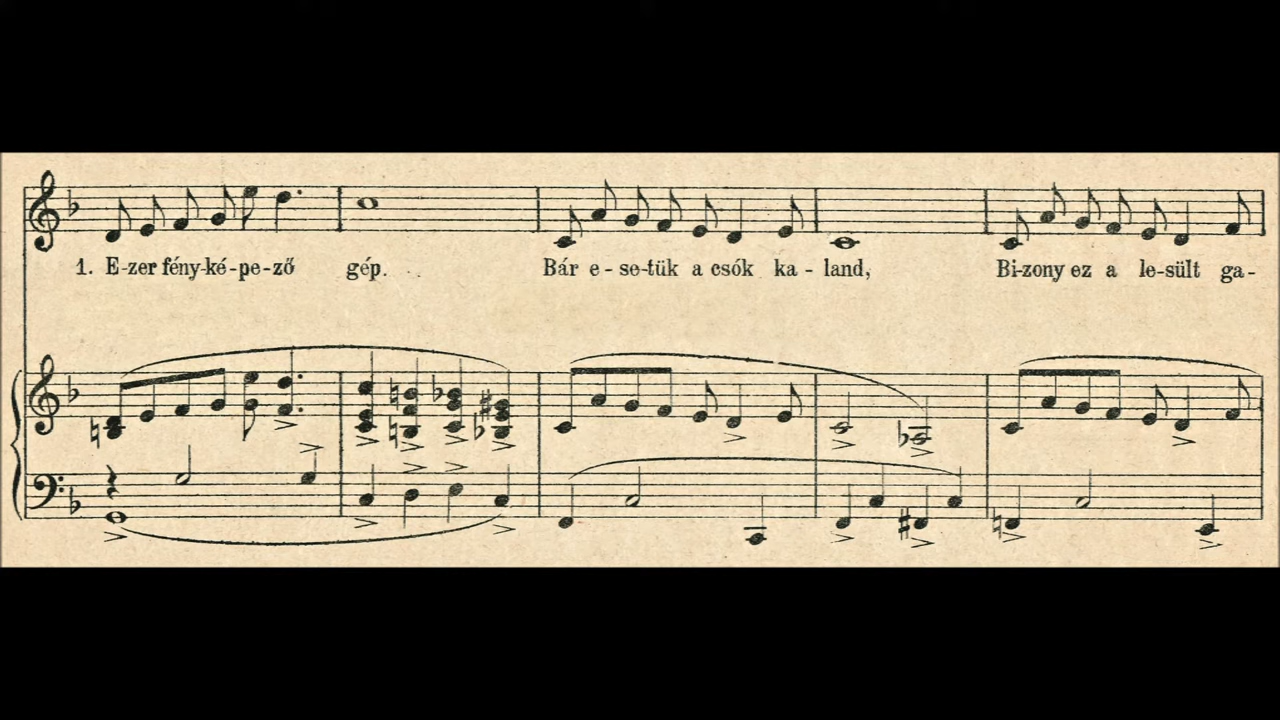 1. E-zer fény-ké-pe-ző gép. . . Bár e-se-tük a csók ka-land, Bi-zony ez a le-sült ga-